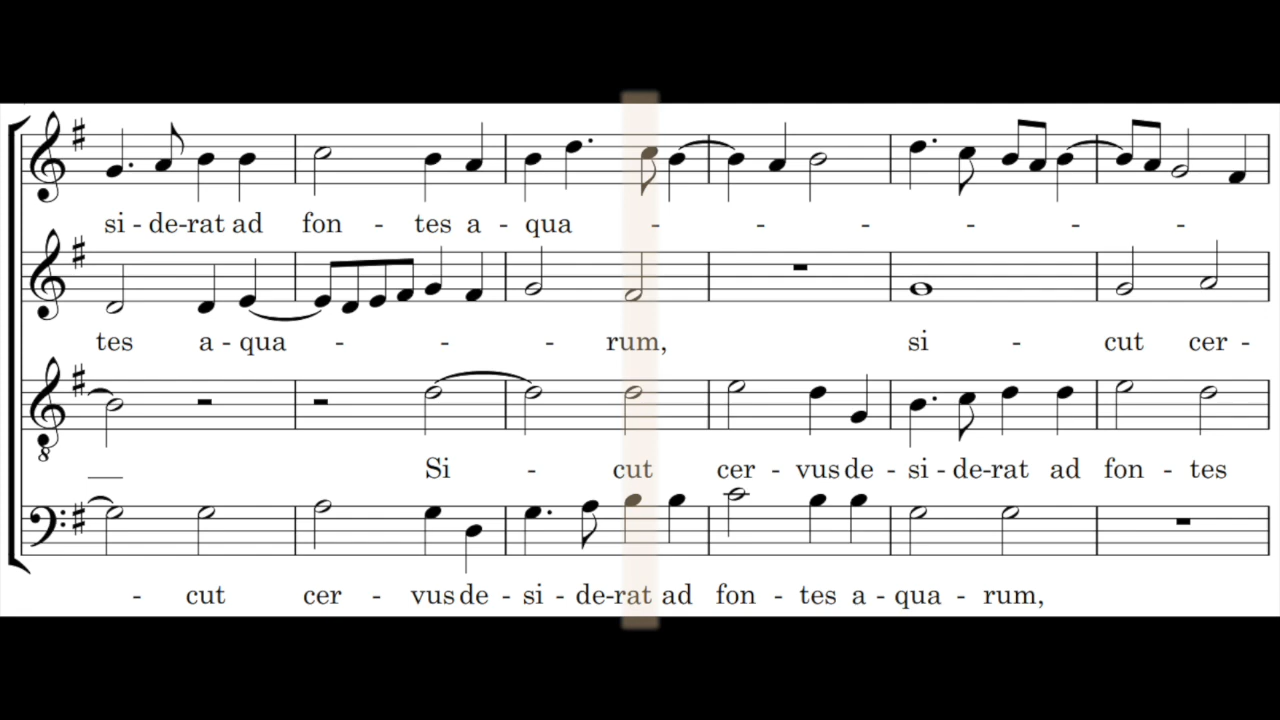 si - de-rat ad fon - tes a - qua - - - - - -
tes a - qua - - - rum, si - cut cer -
8
Si - cut cer - vus de - si - de-rat ad fon - tes
- cut cer - vus de - si - de-rat ad fon - tes a - qua - rum,